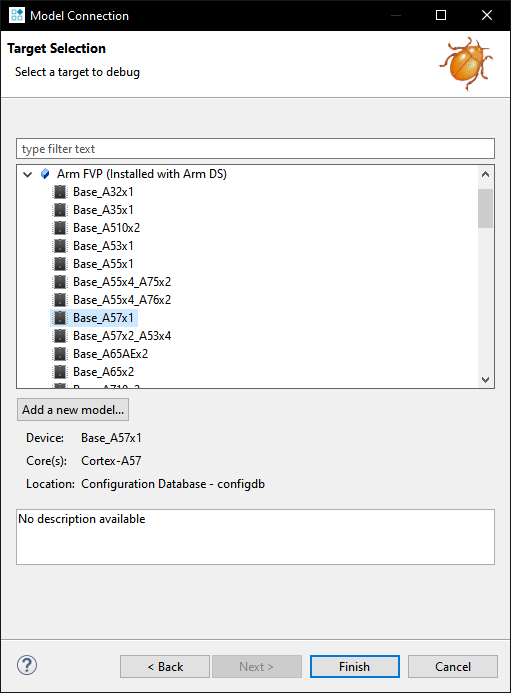 Model Connection
Target Selection
Select a target to debug
type filter text
Arm FVP (Installed with Arm DS)
Base_A32x1
Base_A35x1
Base_A510x2
Base_A53x1
Base_A55x1
Base_A55x4_A75x2
Base_A55x4_A76x2
Base_A57x1
Base_A57x2_A53x4
Base_A65AEx2
Base_A65x2
Add a new model...
Device: Base_A57x1
Core(s): Cortex-A57
Location: Configuration Database - configdb
No description available
?
< Back
Next >
Finish
Cancel